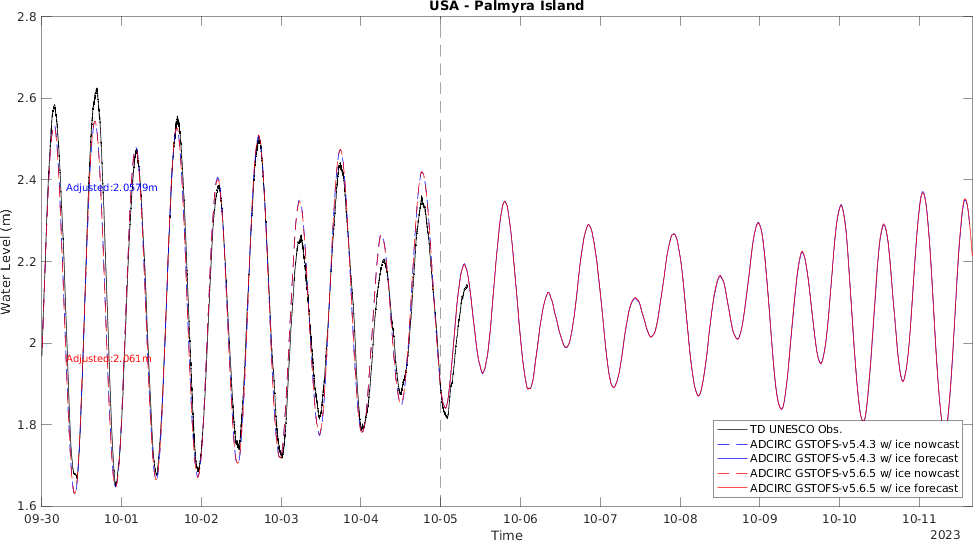 USA - Palmyra Island
2.8
2.6
2.4
2.2
2
1.8
1.6
Water Level (m)
Adjusted:2.0579m
Adjusted:2.061m
TD UNESCO Obs.
ADCIRC GSTOFS-v5.4.3 w/ ice nowcast
ADCIRC GSTOFS-v5.4.3 w/ ice forecast
ADCIRC GSTOFS-v5.6.5 w/ ice nowcast
ADCIRC GSTOFS-v5.6.5 w/ ice forecast
09-30 10-01 10-02 10-03 10-04 10-05 10-06 10-07 10-08 10-09 10-10 10-11
Time
2023